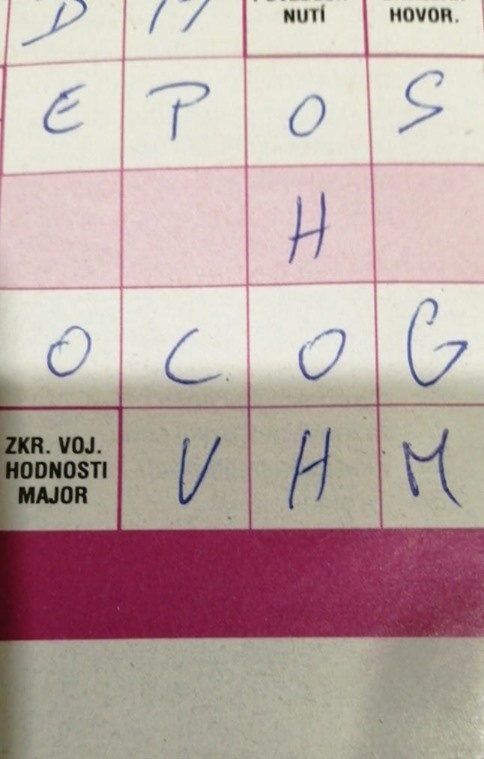 NUTÍ HOVOR.
E P O S
H
O C O G
ZKR. VOJ.
HODNOSTI
MAJOR
V H M